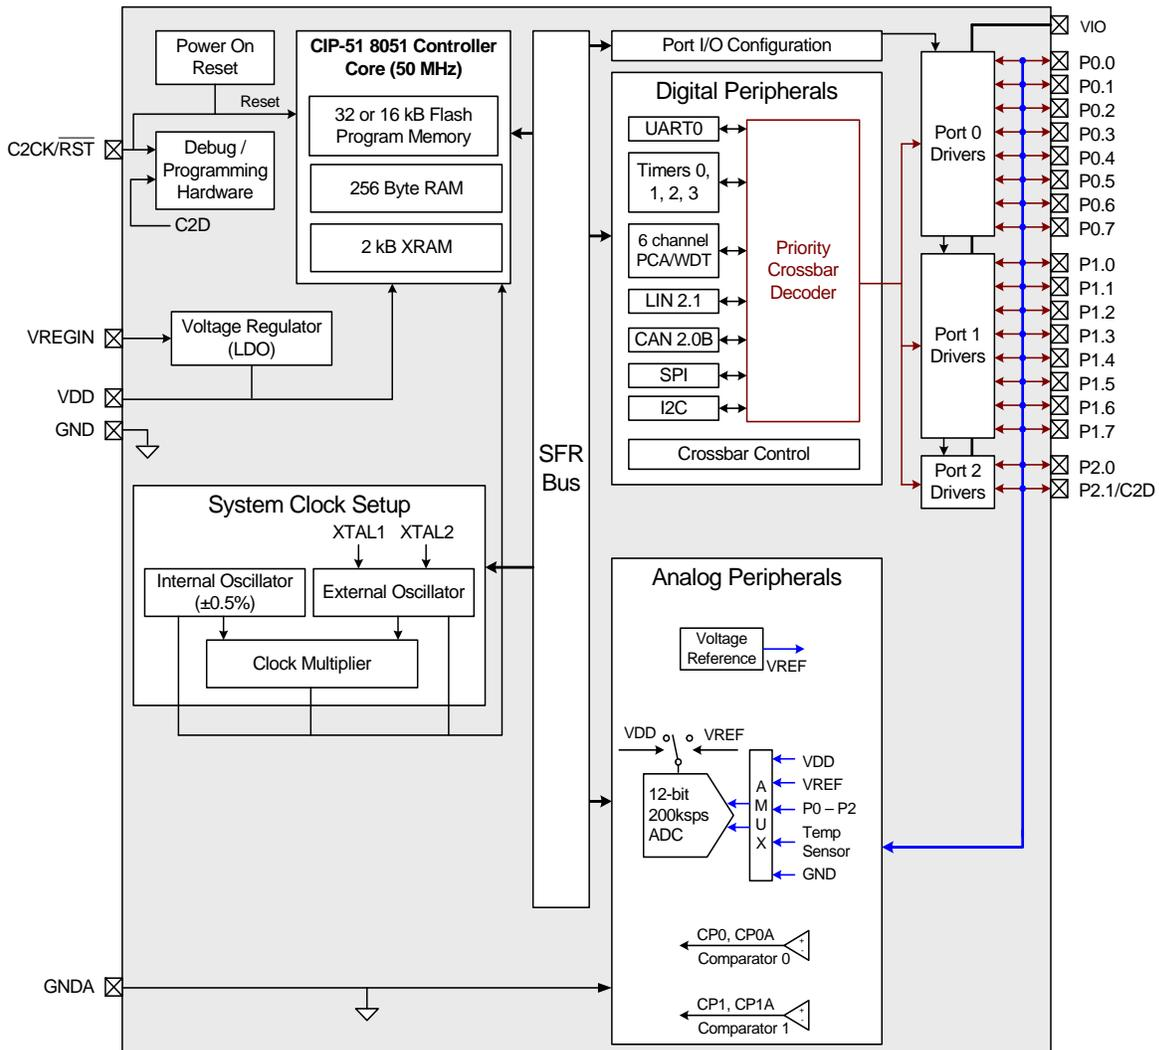 Power On
Reset
CIP-51 8051 Controller
Core (50 MHz)
32 or 16 kB Flash
Program Memory
256 Byte RAM
2 kB XRAM
Reset
C2CK/RST
Debug /
Programming
Hardware
C2D
VREGIN
Voltage Regulator
(LDO)
VDD
GND
System Clock Setup
XTAL1
XTAL2
Internal Oscillator
(±0.5%)
External Oscillator
Clock Multiplier
GNDA
SFR
Bus
Port I/O Configuration
Digital Peripherals
UART0
Timers 0,
1, 2, 3
6 channel
PCA/WDT
LIN 2.1
CAN 2.0B
SPI
I2C
Priority
Crossbar
Decoder
Crossbar Control
Port 0
Drivers
Port 1
Drivers
Port 2
Drivers
VIO
P0.0
P0.1
P0.2
P0.3
P0.4
P0.5
P0.6
P0.7
P1.0
P1.1
P1.2
P1.3
P1.4
P1.5
P1.6
P1.7
P2.0
P2.1/C2D
Analog Peripherals
Voltage
Reference
VREF
VDD
VREF
12-bit
200ksps
ADC
A
M
U
X
VDD
VREF
P0 – P2
Temp
Sensor
GND
CP0, CP0A
+
-
Comparator 0
CP1, CP1A
+
-
Comparator 1